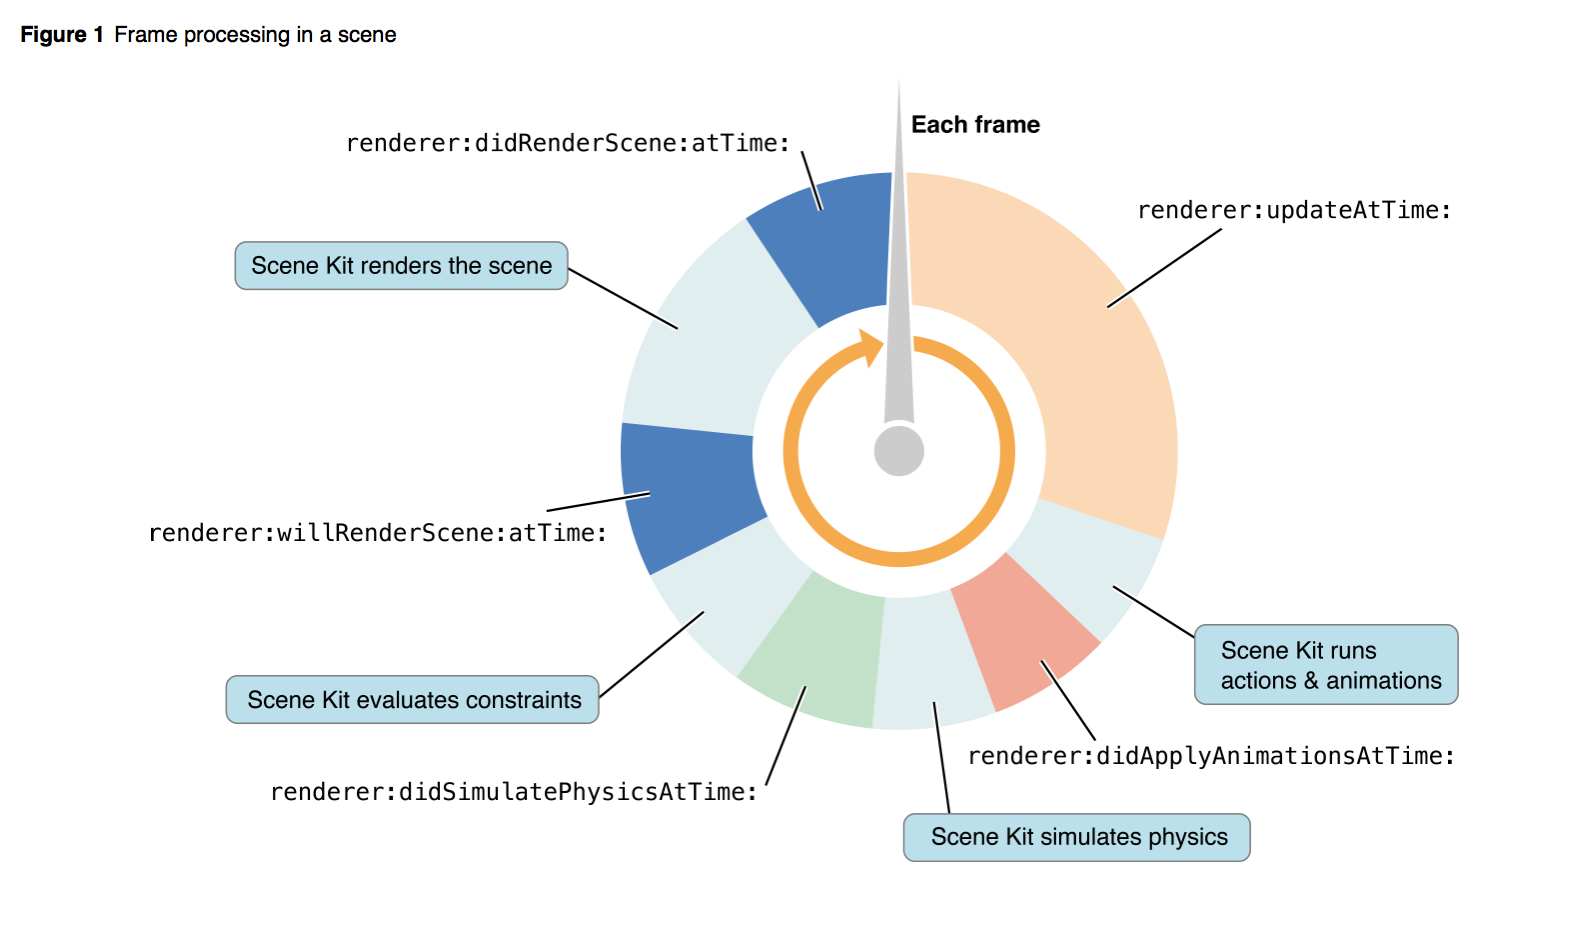 Figure 1 Frame processing in a scene
Each frame
renderer:didRenderScene:atTime:
renderer:updateAtTime:
Scene Kit renders the scene
renderer:willRenderScene:atTime:
Scene Kit runs
actions & animations
Scene Kit evaluates constraints
renderer:didApplyAnimationsAtTime:
renderer:didSimulatePhysicsAtTime:
Scene Kit simulates physics